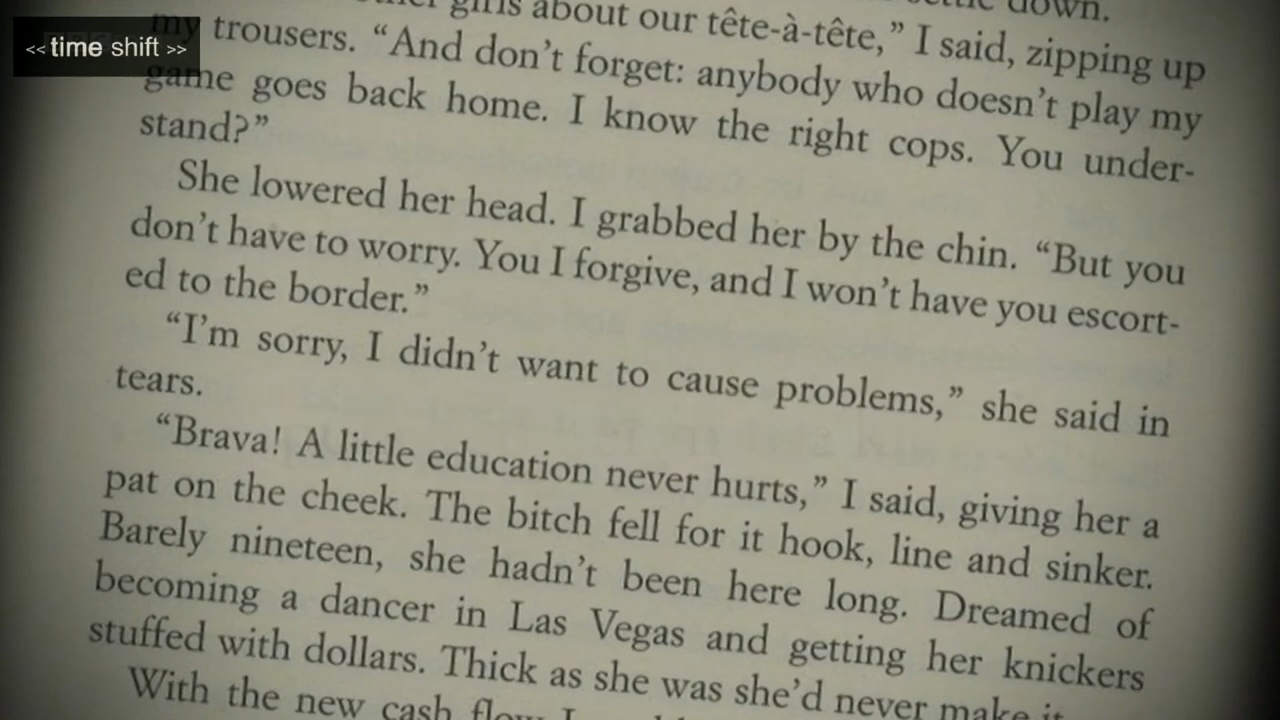 << time shift >>
girls about our tête-à-tête,” I said, zipping up
my trousers. “And don’t forget: anybody who doesn’t play my
game goes back home. I know the right cops. You under-
stand?”
She lowered her head. I grabbed her by the chin. “But you
don’t have to worry. You I forgive, and I won’t have you escort-
ed to the border.”
“I’m sorry, I didn’t want to cause problems,” she said in
tears.
“Brava! A little education never hurts,” I said, giving her a
pat on the cheek. The bitch fell for it hook, line and sinker.
Barely nineteen, she hadn’t been here long. Dreamed of
becoming a dancer in Las Vegas and getting her knickers
stuffed with dollars. Thick as she was she’d never make it
With the new cash flow I